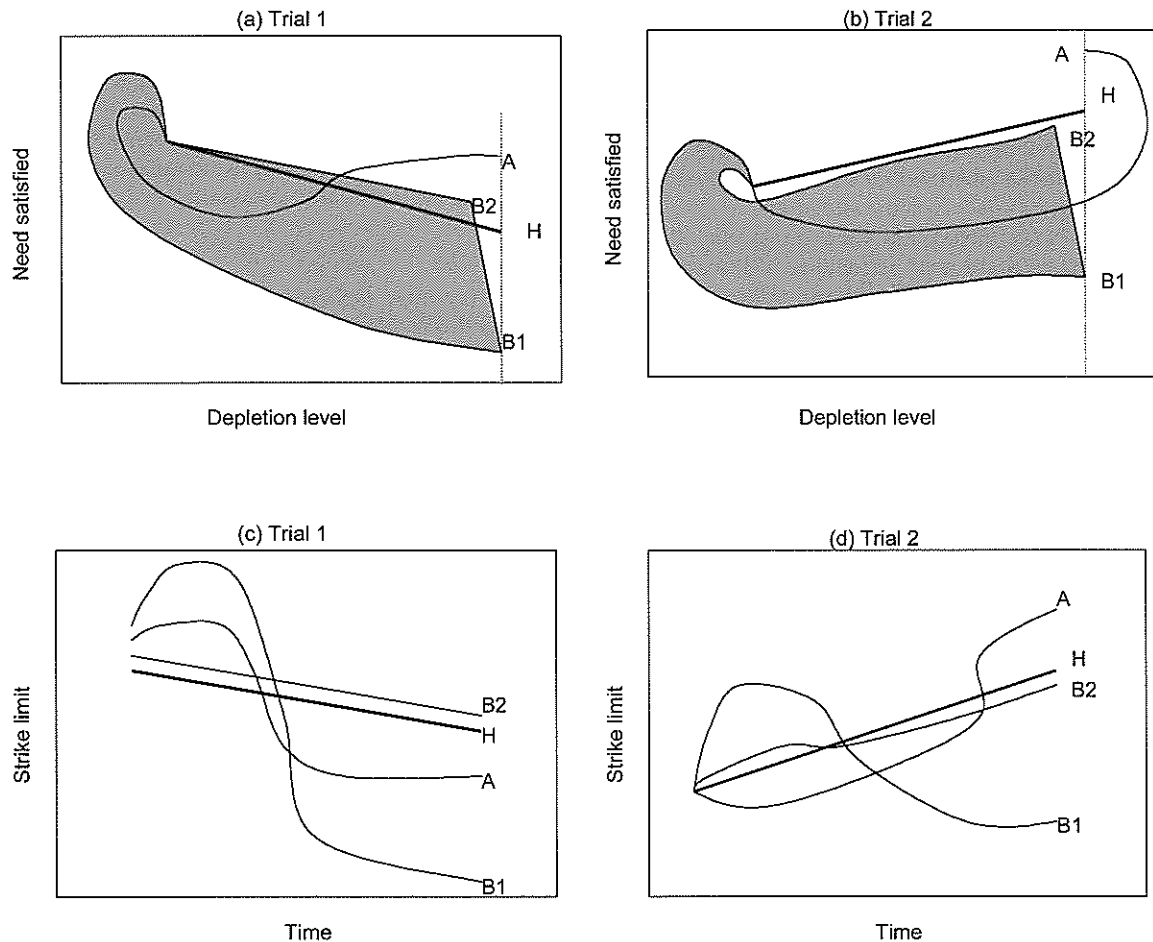 (a) Trial 1
Need satisfied
A
B2
H
B1
Depletion level
(b) Trial 2
Need satisfied
A
H
B2
B1
Depletion level
(c) Trial 1
Strike limit
B2
H
A
B1
Time
(d) Trial 2
Strike limit
A
H
B2
B1
Time